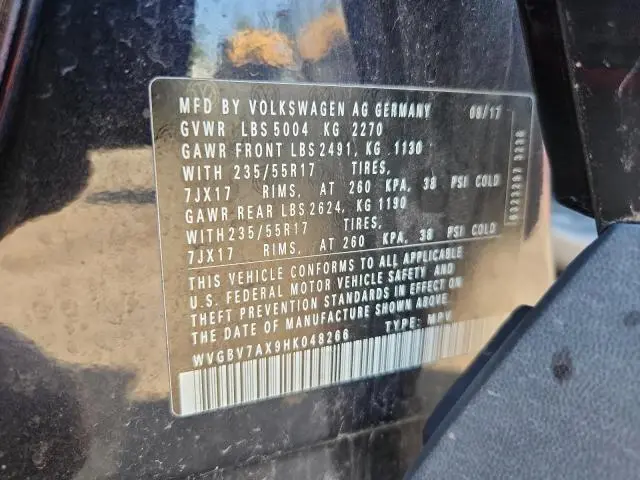 MFD BY VOLKSWAGEN AG GERMANY 08/17
GVWR LBS 5004 KG 2270
GAWR FRONT LBS 2491, KG 1130
WITH 235/55R17 TIRES,
7JX17 RIMS, AT 260 KPA, 38 PSI COLD
GAWR REAR LBS 2624, KG 1190
WITH 235/55R17 TIRES,
7JX17 RIMS, AT 260 KPA, 38 PSI COLD
THIS VEHICLE CONFORMS TO ALL APPLICABLE
U.S. FEDERAL MOTOR VEHICLE SAFETY AND
THEFT PREVENTION STANDARDS IN EFFECT ON
THE DATE OF MANUFACTURE SHOWN ABOVE.
WVGBV7AX9HK048266 TYPE: MPV